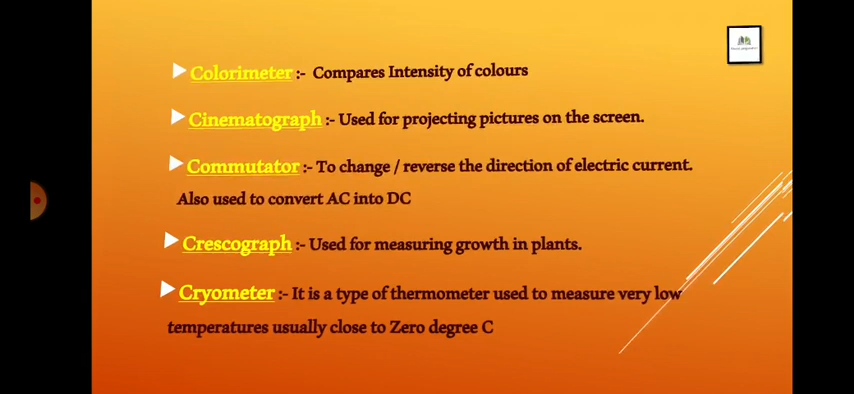 Colorimeter :- Compares Intensity of colours
Cinematograph :- Used for projecting pictures on the screen.
Commutator :- To change / reverse the direction of electric current.
Also used to convert AC into DC
Crescograph :- Used for measuring growth in plants.
Cryometer :- It is a type of thermometer used to measure very low
temperatures usually close to Zero degree C